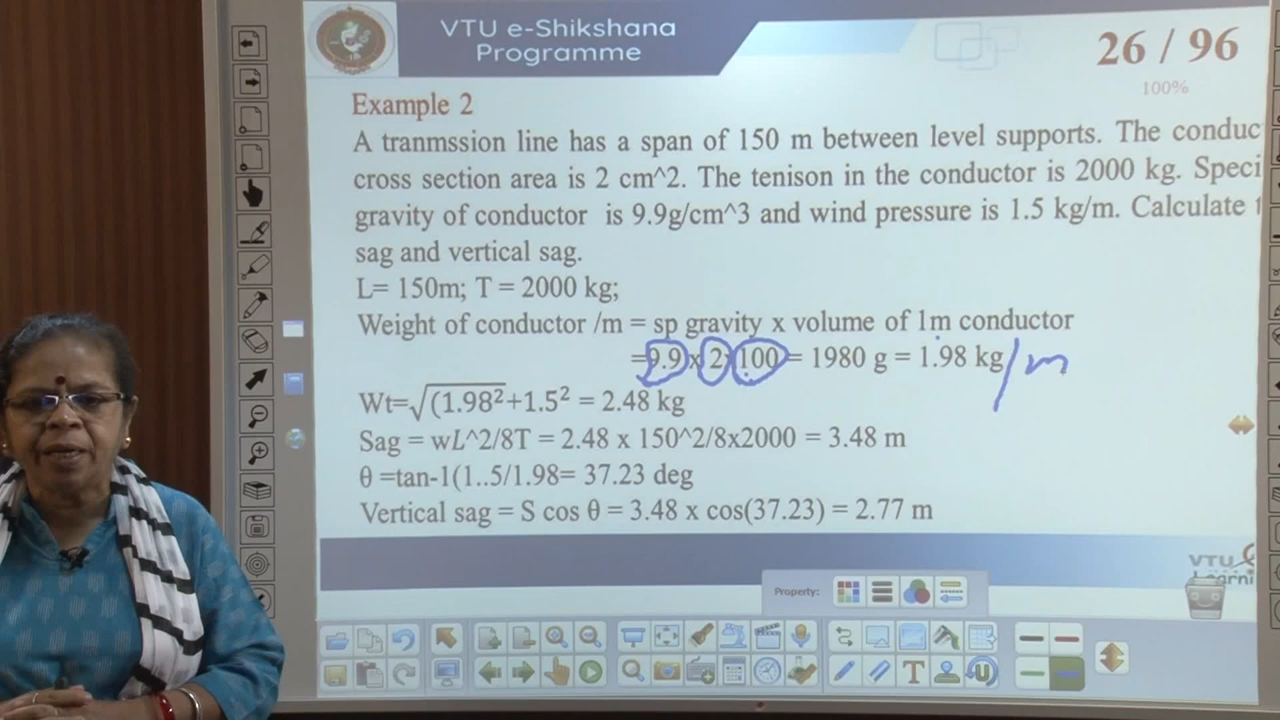 VTU e-Shikshana
Programme
26 / 96
100%
Example 2
A tranmssion line has a span of 150 m between level supports. The conduc
cross section area is 2 cm^2. The tenison in the conductor is 2000 kg. Speci
gravity of conductor is 9.9g/cm^3 and wind pressure is 1.5 kg/m. Calculate
sag and vertical sag.
L= 150m; T = 2000 kg;
Weight of conductor /m = sp gravity x volume of 1m conductor
=9.9x 2x100 = 1980 g = 1.98 kg/m
Wt=√(1.98²+1.5² = 2.48 kg
Sag = wL^2/8T = 2.48 x 150^2/8x2000 = 3.48 m
θ =tan-1(1..5/1.98= 37.23 deg
Vertical sag = S cos θ = 3.48 x cos(37.23) = 2.77 m
VTU
Learni
Property: